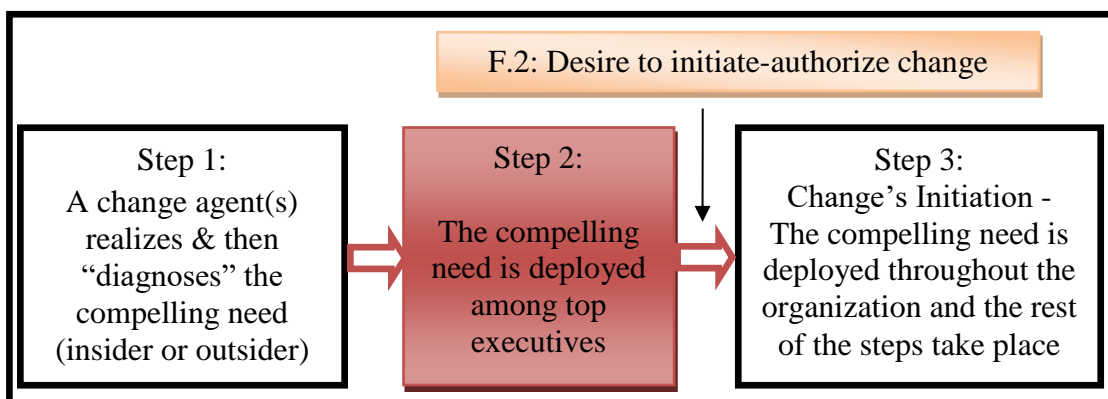 F.2: Desire to initiate-authorize change
Step 1:
A change agent(s)
realizes & then
“diagnoses” the
compelling need
(insider or outsider)
Step 2:
The compelling
need is deployed
among top
executives
Step 3:
Change’s Initiation -
The compelling need is
deployed throughout the
organization and the rest
of the steps take place